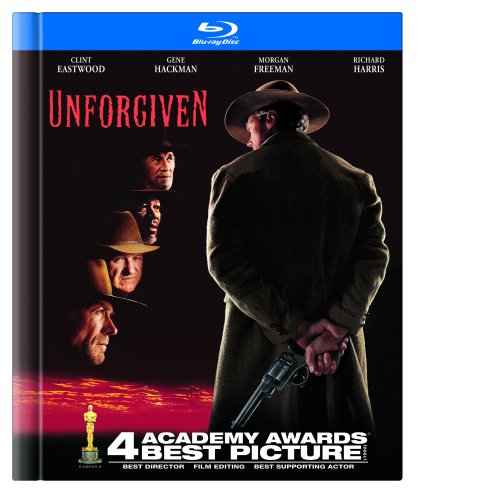 Blu-ray Disc
CLINT EASTWOOD
GENE HACKMAN
MORGAN FREEMAN
RICHARD HARRIS
UNFORGIVEN
4 ACADEMY AWARDS
BEST PICTURE
BEST DIRECTOR FILM EDITING BEST SUPPORTING ACTOR